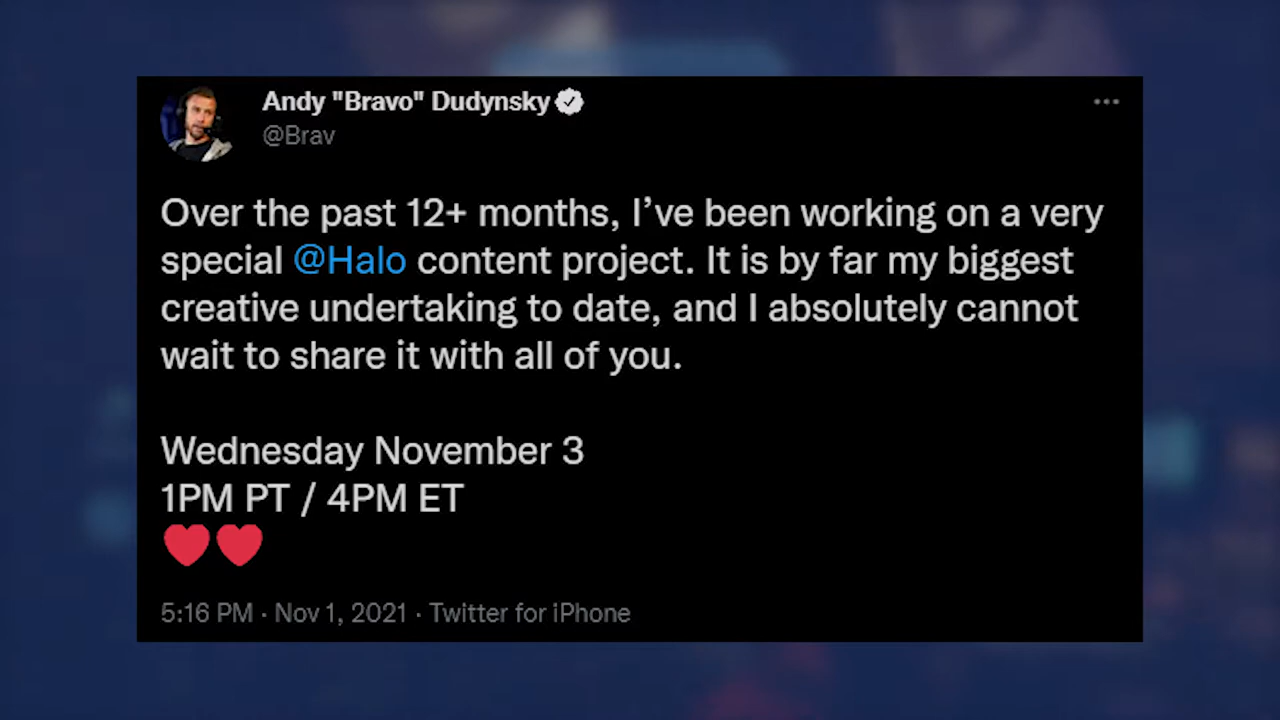 Andy "Bravo" Dudynsky
@Brav
Over the past 12+ months, I’ve been working on a very
special @Halo content project. It is by far my biggest
creative undertaking to date, and I absolutely cannot
wait to share it with all of you.
Wednesday November 3
1PM PT / 4PM ET
❤️❤️
5:16 PM · Nov 1, 2021 · Twitter for iPhone